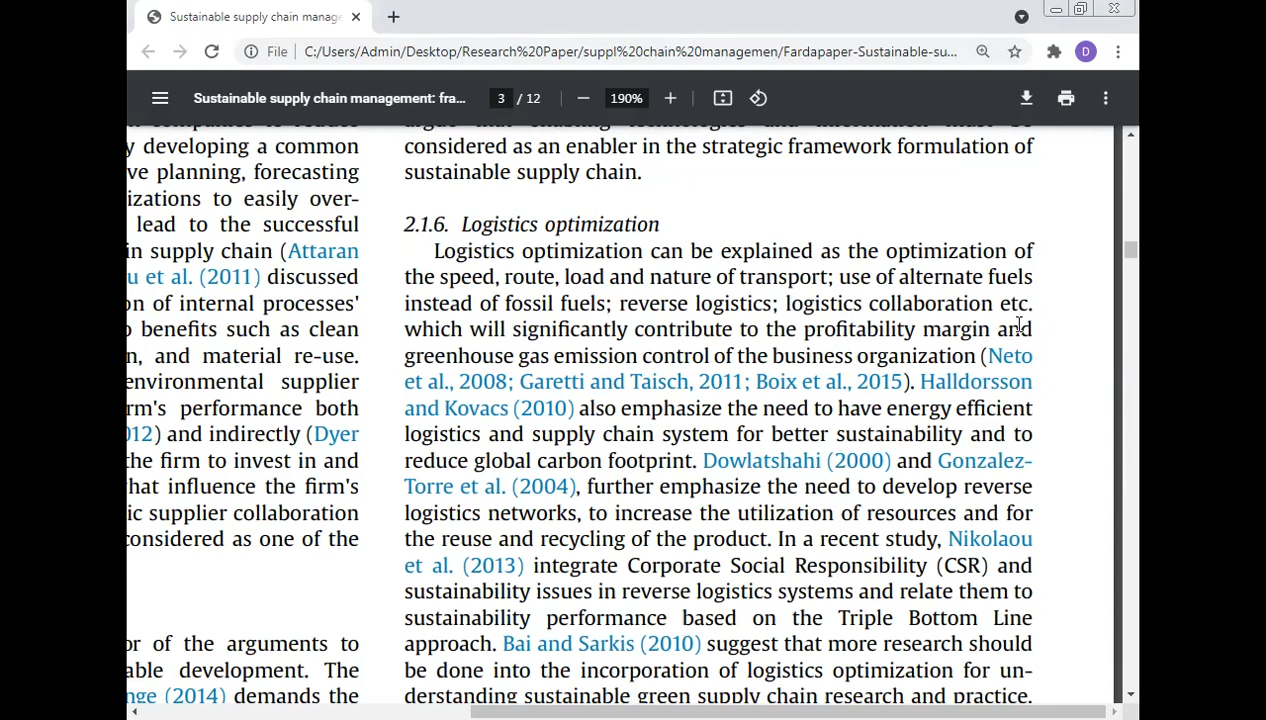 Sustainable supply chain manage
File C:/Users/Admin/Desktop/Research%20Paper/suppl%20chain%20managemen/Fardapaper-Sustainable-su... D
Sustainable supply chain management: fra... 3 / 12 190%
y developing a common
ve planning, forecasting
izations to easily over-
lead to the successful
in supply chain (Attaran
u et al. (2011) discussed
on of internal processes'
o benefits such as clean
n, and material re-use.
environmental supplier
rm's performance both
012) and indirectly (Dyer
the firm to invest in and
hat influence the firm's
ic supplier collaboration
considered as one of the
or of the arguments to
able development. The
nge (2014) demands the
argue that enabling technologies and information must be
considered as an enabler in the strategic framework formulation of
sustainable supply chain.
2.1.6. Logistics optimization
Logistics optimization can be explained as the optimization of
the speed, route, load and nature of transport; use of alternate fuels
instead of fossil fuels; reverse logistics; logistics collaboration etc.
which will significantly contribute to the profitability margin and
greenhouse gas emission control of the business organization (Neto
et al., 2008; Garetti and Taisch, 2011; Boix et al., 2015). Halldorsson
and Kovacs (2010) also emphasize the need to have energy efficient
logistics and supply chain system for better sustainability and to
reduce global carbon footprint. Dowlatshahi (2000) and Gonzalez-
Torre et al. (2004), further emphasize the need to develop reverse
logistics networks, to increase the utilization of resources and for
the reuse and recycling of the product. In a recent study, Nikolaou
et al. (2013) integrate Corporate Social Responsibility (CSR) and
sustainability issues in reverse logistics systems and relate them to
sustainability performance based on the Triple Bottom Line
approach. Bai and Sarkis (2010) suggest that more research should
be done into the incorporation of logistics optimization for un-
derstanding sustainable green supply chain research and practice.